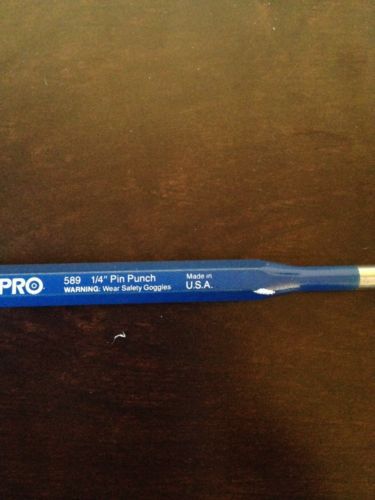 PRO
589 1/4" Pin Punch
WARNING: Wear Safety Goggles
Made in
U.S.A.